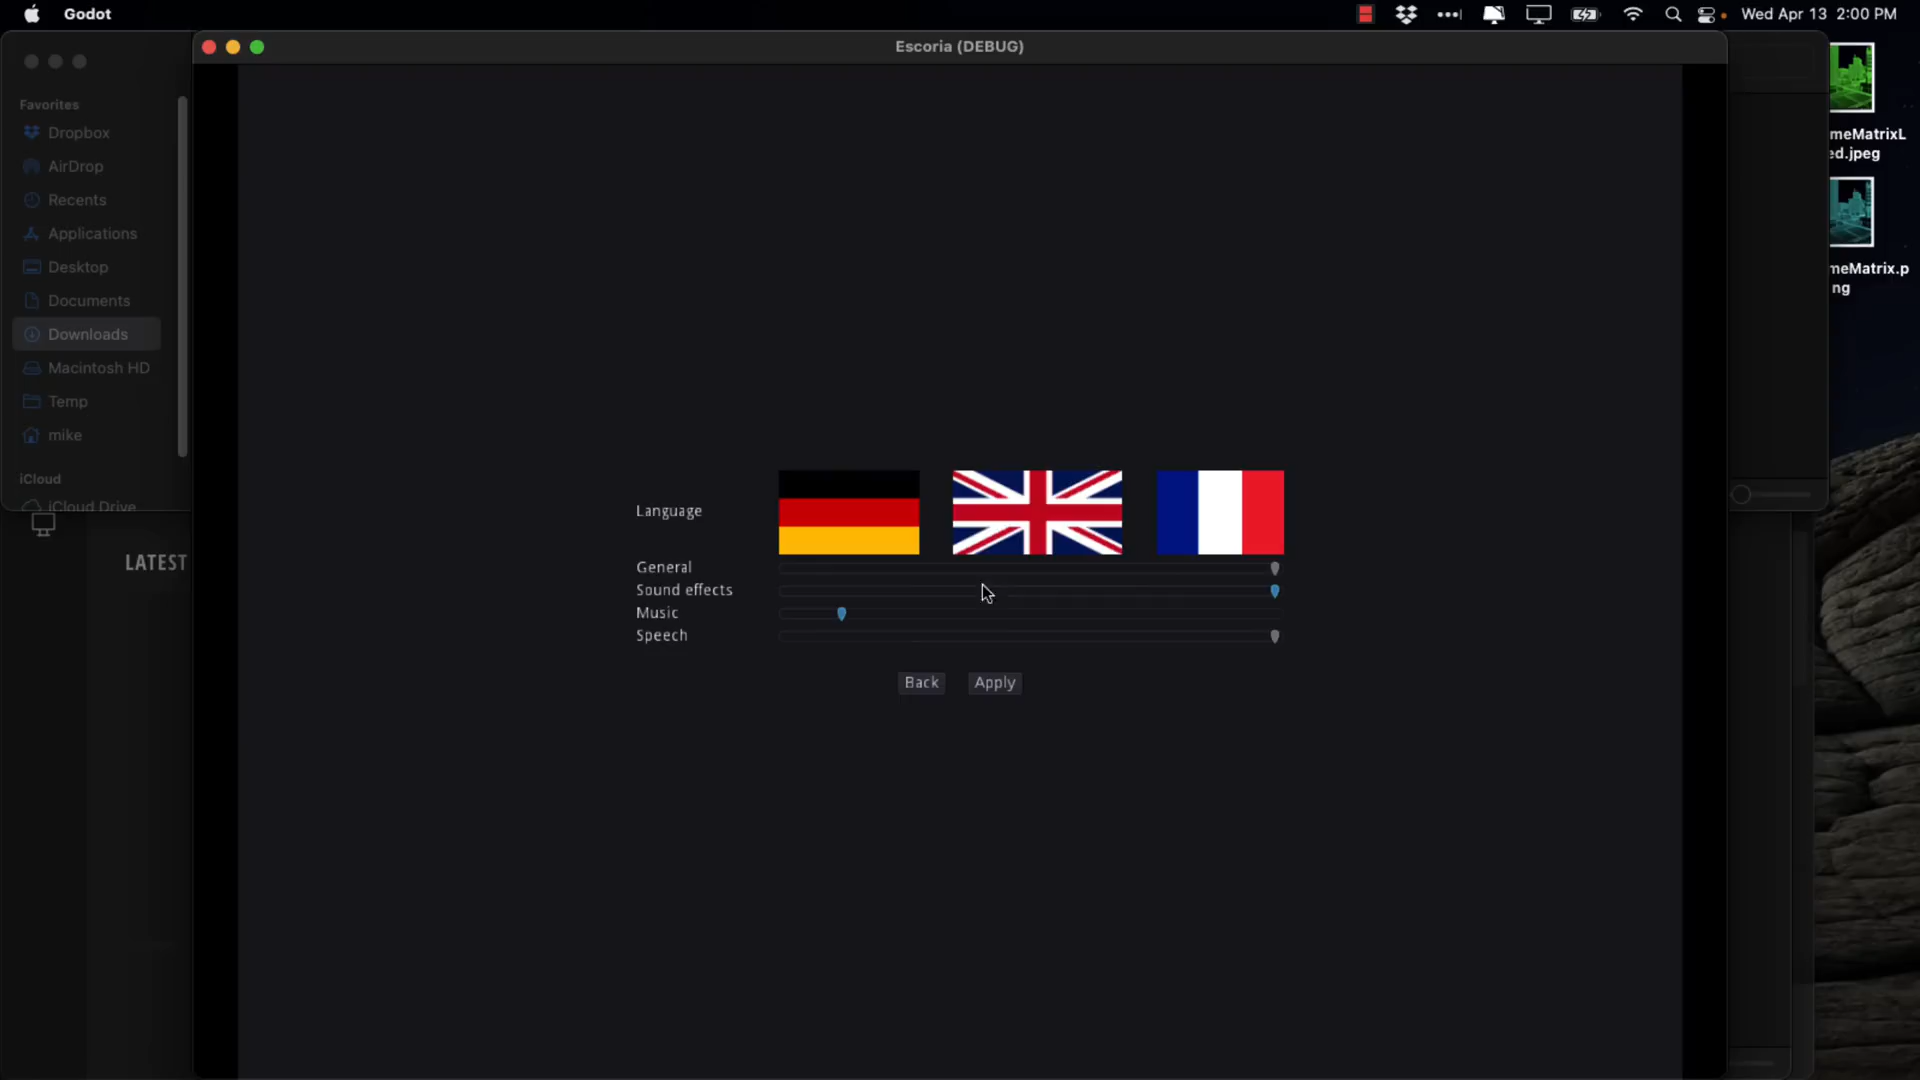 Godot
Wed Apr 13 2:00 PM
Escoria (DEBUG)
Favorites
Dropbox
AirDrop
Recents
Applications
Desktop
Documents
Downloads
Macintosh HD
Temp
mike
iCloud
iCloud Drive
LATEST
meMatrixL
ed.jpeg
meMatrix.p
ng
Language
General
Sound effects
Music
Speech
Back Apply